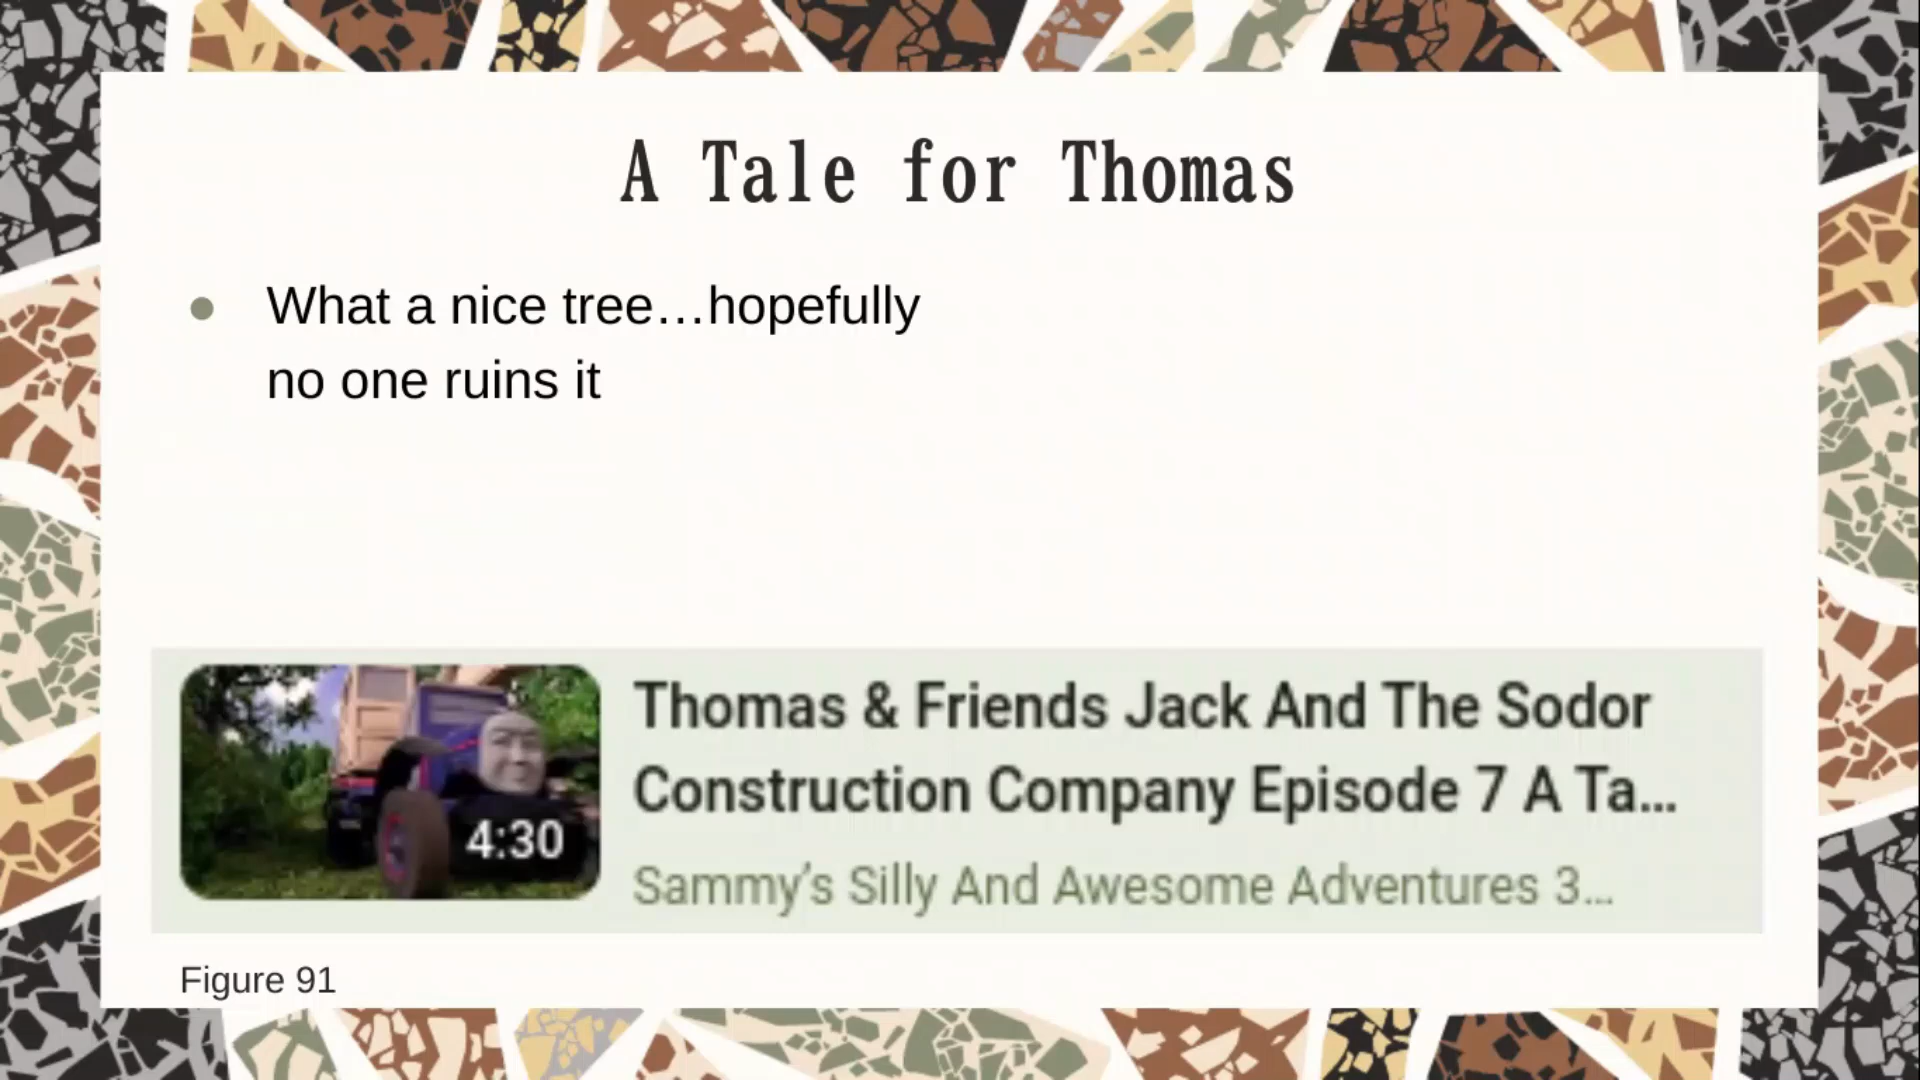 A Tale for Thomas
What a nice tree…hopefully
no one ruins it
4:30
Thomas & Friends Jack And The Sodor
Construction Company Episode 7 A Ta...
Sammy's Silly And Awesome Adventures 3...
Figure 91